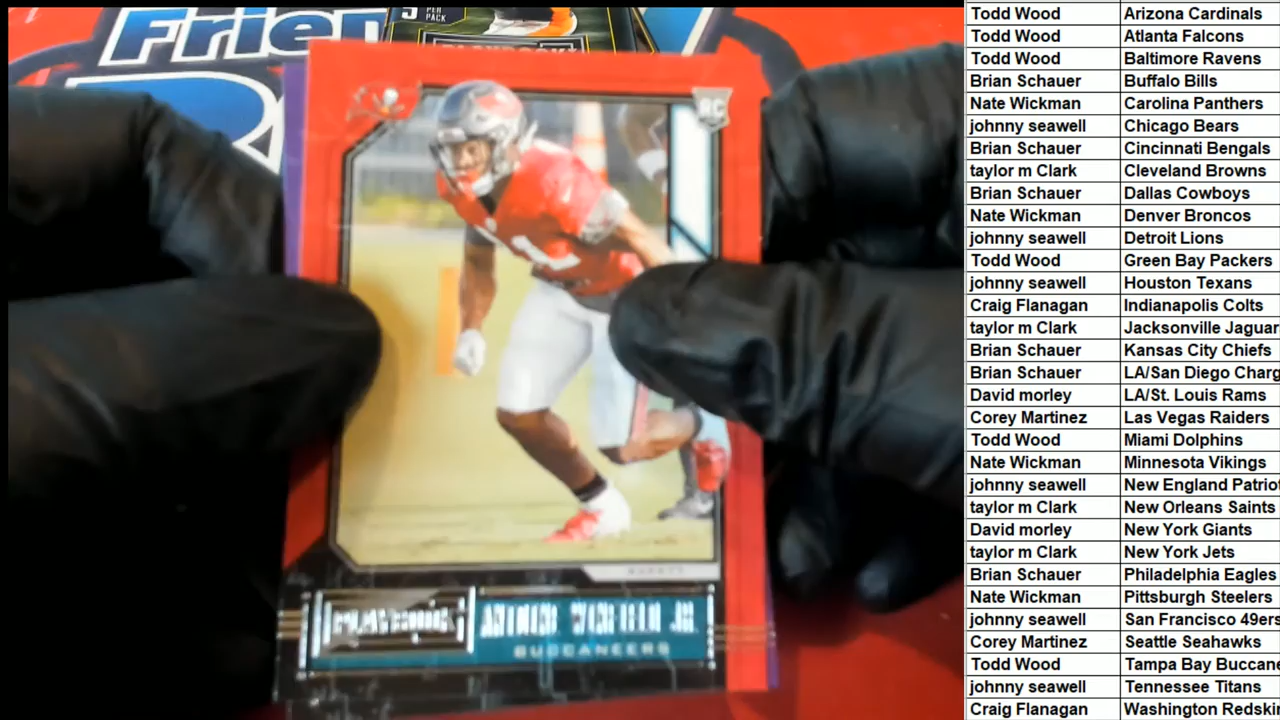 Frien
5 PER PACK
RC
PLAYBOOK
ANTOINE WINFIELD JR.
BUCCANEERS
Todd Wood Arizona Cardinals
Todd Wood Atlanta Falcons
Todd Wood Baltimore Ravens
Brian Schauer Buffalo Bills
Nate Wickman Carolina Panthers
johnny seawell Chicago Bears
Brian Schauer Cincinnati Bengals
taylor m Clark Cleveland Browns
Brian Schauer Dallas Cowboys
Nate Wickman Denver Broncos
johnny seawell Detroit Lions
Todd Wood Green Bay Packers
johnny seawell Houston Texans
Craig Flanagan Indianapolis Colts
taylor m Clark Jacksonville Jaguar
Brian Schauer Kansas City Chiefs
Brian Schauer LA/San Diego Charg
David morley LA/St. Louis Rams
Corey Martinez Las Vegas Raiders
Todd Wood Miami Dolphins
Nate Wickman Minnesota Vikings
johnny seawell New England Patriot
taylor m Clark New Orleans Saints
David morley New York Giants
taylor m Clark New York Jets
Brian Schauer Philadelphia Eagles
Nate Wickman Pittsburgh Steelers
johnny seawell San Francisco 49ers
Corey Martinez Seattle Seahawks
Todd Wood Tampa Bay Buccane
johnny seawell Tennessee Titans
Craig Flanagan Washington Redskin